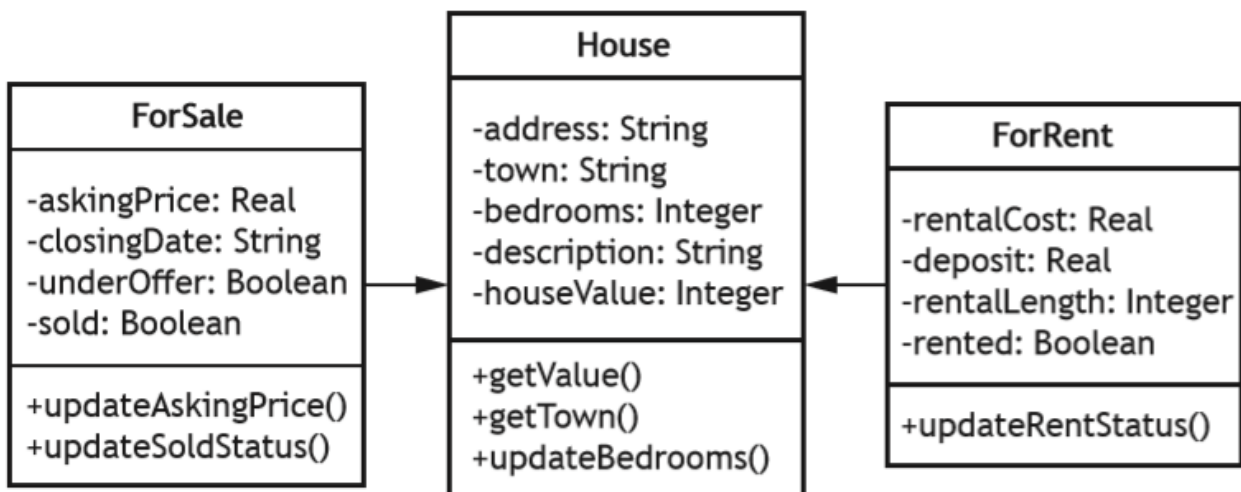 ForSale
-askingPrice: Real
-closingDate: String
-underOffer: Boolean
-sold: Boolean
+updateAskingPrice()
+updateSoldStatus()
House
-address: String
-town: String
-bedrooms: Integer
-description: String
-houseValue: Integer
+getValue()
+getTown()
+updateBedrooms()
ForRent
-rentalCost: Real
-deposit: Real
-rentalLength: Integer
-rented: Boolean
+updateRentStatus()